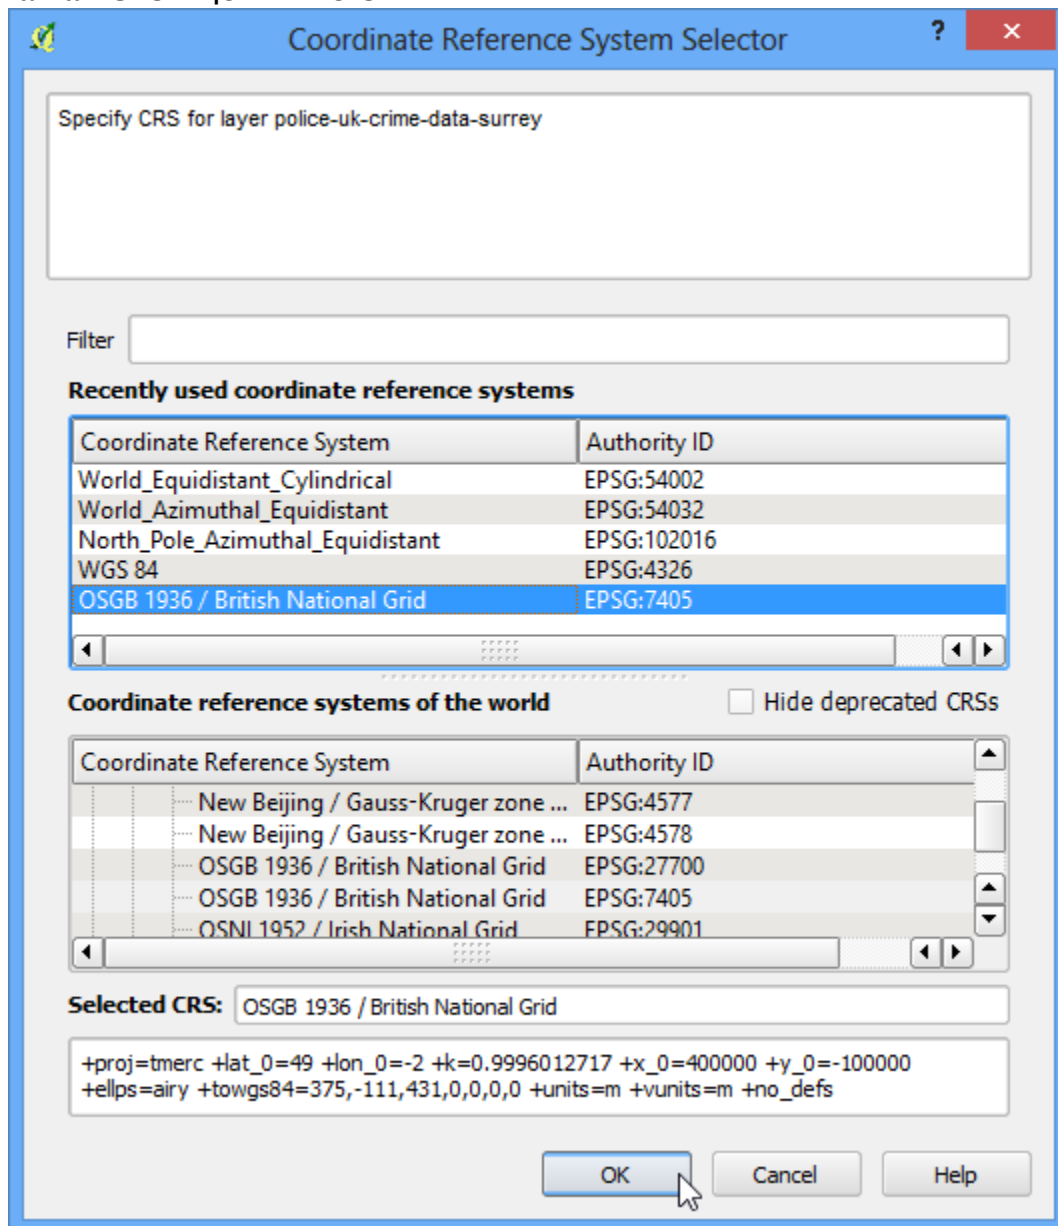 Coordinate Reference System Selector ? ×
Specify CRS for layer police-uk-crime-data-surrey
Filter
Recently used coordinate reference systems
Coordinate Reference System Authority ID
World_Equidistant_Cylindrical EPSG:54002
World_Azimuthal_Equidistant EPSG:54032
North_Pole_Azimuthal_Equidistant EPSG:102016
WGS 84 EPSG:4326
OSGB 1936 / British National Grid EPSG:7405
Coordinate reference systems of the world Hide deprecated CRSs
Coordinate Reference System Authority ID
New Beijing / Gauss-Kruger zone ... EPSG:4577
New Beijing / Gauss-Kruger zone ... EPSG:4578
OSGB 1936 / British National Grid EPSG:27700
OSGB 1936 / British National Grid EPSG:7405
OSNI 1952 / Irish National Grid EPSG:29901
Selected CRS: OSGB 1936 / British National Grid
+proj=tmerc +lat_0=49 +lon_0=-2 +k=0.9996012717 +x_0=400000 +y_0=-100000
+ellps=airy +towgs84=375,-111,431,0,0,0,0 +units=m +vunits=m +no_defs
OK Cancel Help